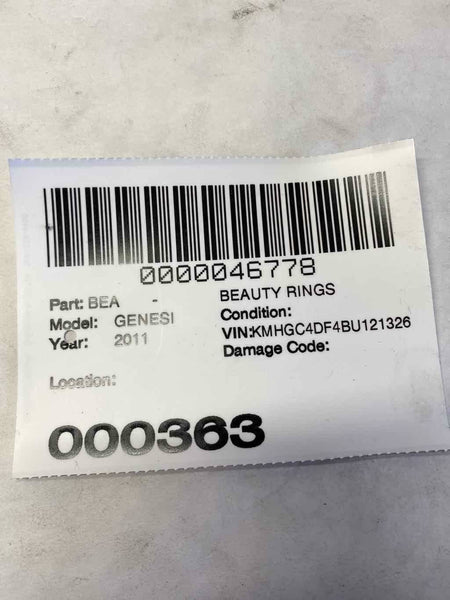 0000046778
Part: BEA - BEAUTY RINGS
Model: GENESI Condition:
Year: 2011 VIN:KMHGC4DF4BU121326
Damage Code:
Location:
000363